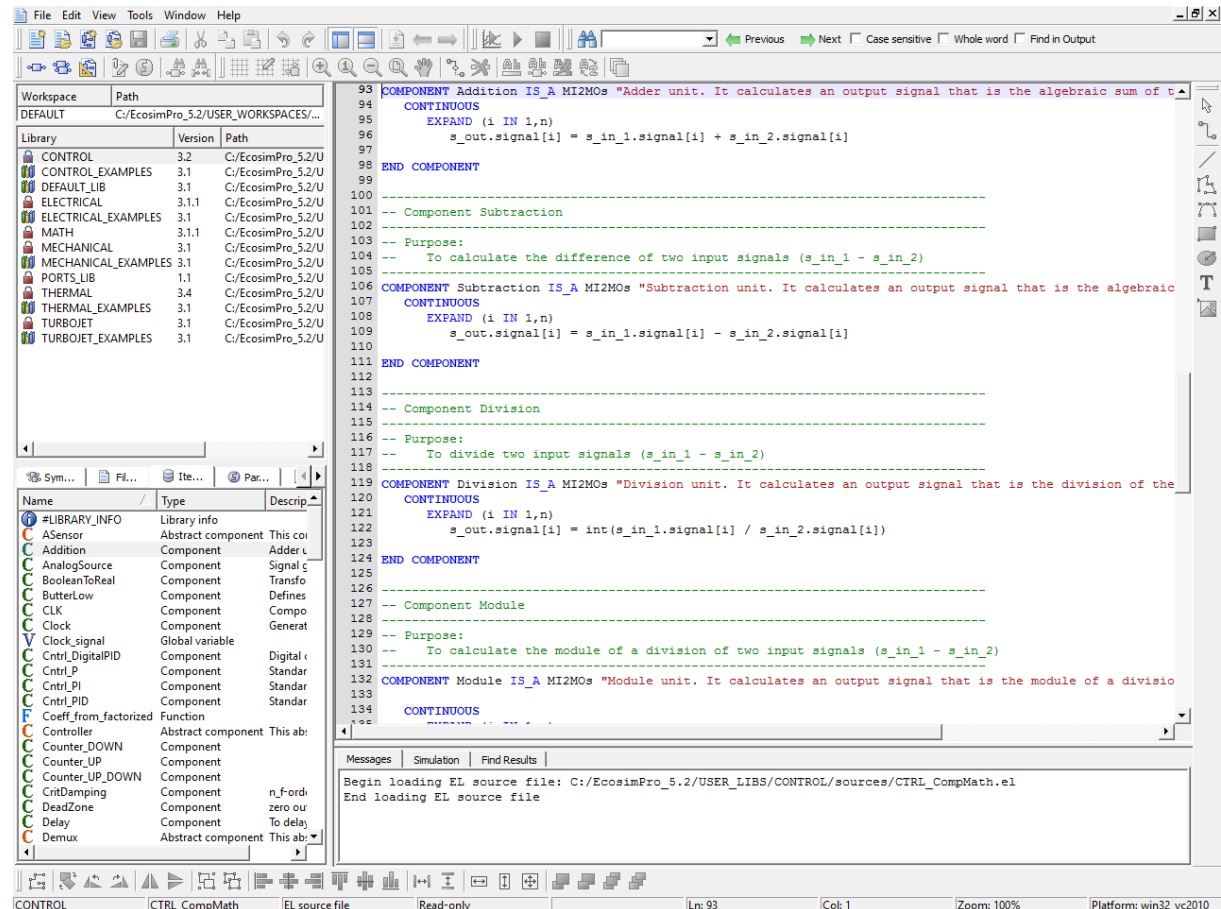 File Edit View Tools Window Help
Previous Next Case sensitive Whole word Find in Output
Workspace Path
DEFAULT C:/EcosimPro_5.2/USER_WORKSPACES/...
Library Version Path
CONTROL 3.2 C:/EcosimPro_5.2/U
CONTROL_EXAMPLES 3.1 C:/EcosimPro_5.2/U
DEFAULT_LIB 3.1 C:/EcosimPro_5.2/U
ELECTRICAL 3.1.1 C:/EcosimPro_5.2/U
ELECTRICAL_EXAMPLES 3.1 C:/EcosimPro_5.2/U
MATH 3.1.1 C:/EcosimPro_5.2/U
MECHANICAL 3.1 C:/EcosimPro_5.2/U
MECHANICAL_EXAMPLES 3.1 C:/EcosimPro_5.2/U
PORTS_LIB 1.1 C:/EcosimPro_5.2/U
THERMAL 3.4 C:/EcosimPro_5.2/U
THERMAL_EXAMPLES 3.1 C:/EcosimPro_5.2/U
TURBOJET 3.1 C:/EcosimPro_5.2/U
TURBOJET_EXAMPLES 3.1 C:/EcosimPro_5.2/U
Sym... Fil... Ite... Par...
Name Type Descrip
#LIBRARY_INFO Library info
ASensor Abstract component This co
Addition Component Adder u
AnalogSource Component Signal g
BooleanToReal Component Transfo
ButterLow Component Defines
CLK Component Compo
Clock Component Generat
Clock_signal Global variable
Cntrl_DigitalPID Component Digital
Cntrl_P Component Standar
Cntrl_PI Component Standar
Cntrl_PID Component Standar
Coeff_from_factorized Function
Controller Abstract component This abs
Counter_DOWN Component
Counter_UP Component
Counter_UP_DOWN Component
CritDamping Component n_f-orde
DeadZone Component zero ou
Delay Component To delay
Demux Abstract component This abs
93 COMPONENT Addition IS_A MI2MOs "Adder unit. It calculates an output signal that is the algebraic sum of t
94 CONTINUOUS
95 EXPAND (i IN 1,n)
96 s_out.signal[i] = s_in_1.signal[i] + s_in_2.signal[i]
97
98 END COMPONENT
99
100 --------------------------------------------------------------------------------
101 -- Component Subtraction
102 --------------------------------------------------------------------------------
103 -- Purpose:
104 -- To calculate the difference of two input signals (s_in_1 - s_in_2)
105 --------------------------------------------------------------------------------
106 COMPONENT Subtraction IS_A MI2MOs "Subtraction unit. It calculates an output signal that is the algebraic
107 CONTINUOUS
108 EXPAND (i IN 1,n)
109 s_out.signal[i] = s_in_1.signal[i] - s_in_2.signal[i]
110
111 END COMPONENT
112
113 --------------------------------------------------------------------------------
114 -- Component Division
115 --------------------------------------------------------------------------------
116 -- Purpose:
117 -- To divide two input signals (s_in_1 - s_in_2)
118 --------------------------------------------------------------------------------
119 COMPONENT Division IS_A MI2MOs "Division unit. It calculates an output signal that is the division of the
120 CONTINUOUS
121 EXPAND (i IN 1,n)
122 s_out.signal[i] = int(s_in_1.signal[i] / s_in_2.signal[i])
123
124 END COMPONENT
125
126 --------------------------------------------------------------------------------
127 -- Component Module
128 --------------------------------------------------------------------------------
129 -- Purpose:
130 -- To calculate the module of a division of two input signals (s_in_1 - s_in_2)
131 --------------------------------------------------------------------------------
132 COMPONENT Module IS_A MI2MOs "Module unit. It calculates an output signal that is the module of a divisio
133
134 CONTINUOUS
Messages Simulation Find Results
Begin loading EL source file: C:/EcosimPro_5.2/USER_LIBS/CONTROL/sources/CTRL_CompMath.el
End loading EL source file
CONTROL CTRL_CompMath EL source file Read-only Ln: 93 Col: 1 Zoom: 100% Platform: win32_vc2010